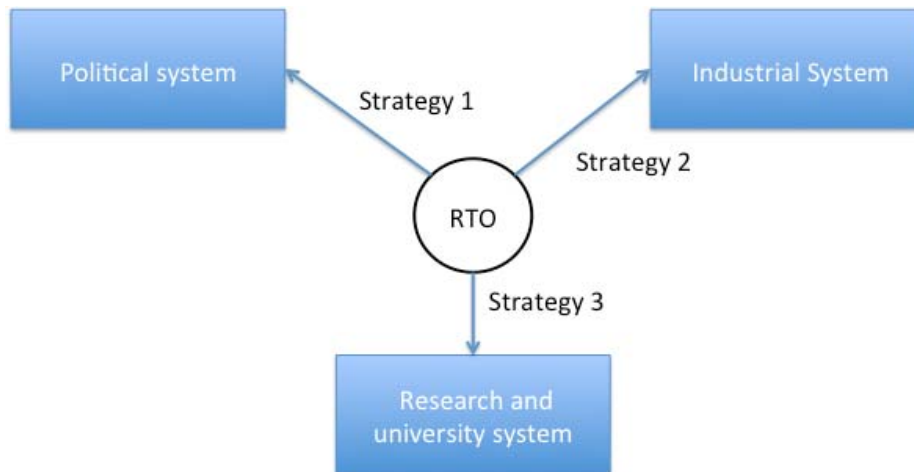 Political system
Industrial System
Strategy 1
Strategy 2
RTO
Strategy 3
Research and
university system